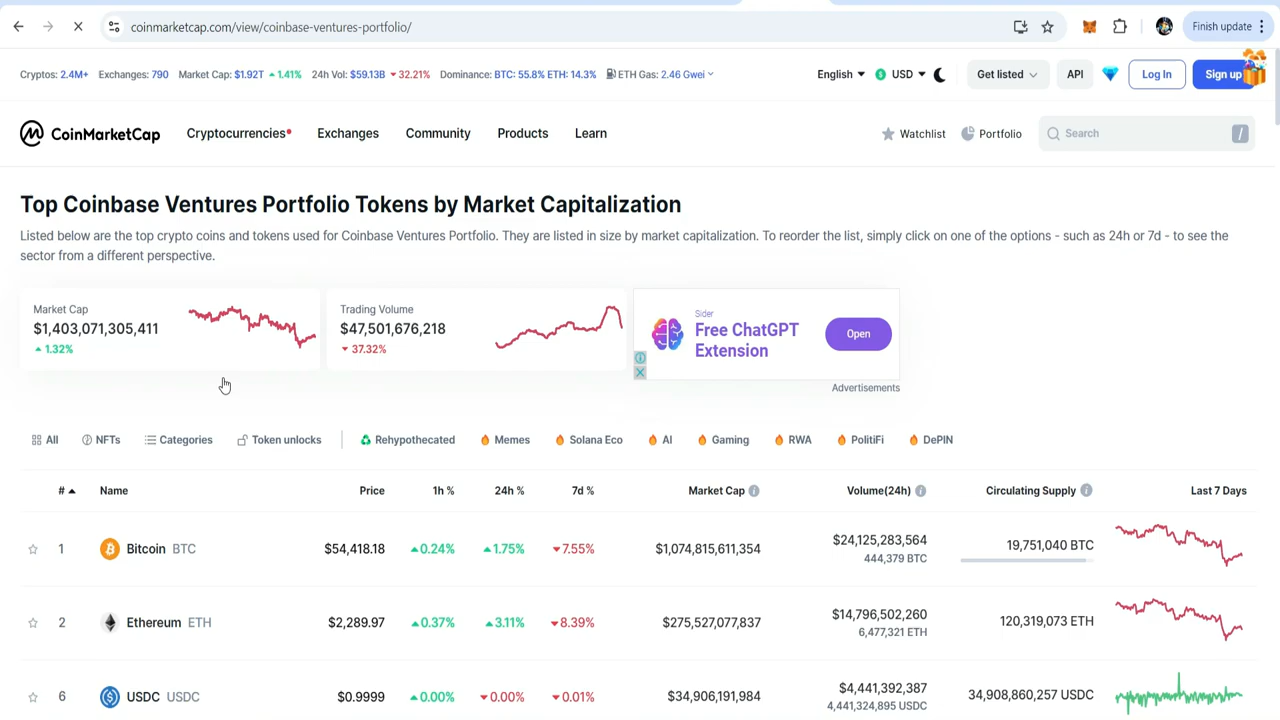 coinmarketcap.com/view/coinbase-ventures-portfolio/
Finish update
Cryptos: 2.4M+ Exchanges: 790 Market Cap: $1.92T 1.41% 24h Vol: $59.13B 32.21% Dominance: BTC: 55.8% ETH: 14.3% ETH Gas: 2.46 Gwei
English USD Get listed API Log In Sign up
CoinMarketCap Cryptocurrencies Exchanges Community Products Learn
Watchlist Portfolio Search /
Top Coinbase Ventures Portfolio Tokens by Market Capitalization
Listed below are the top crypto coins and tokens used for Coinbase Ventures Portfolio. They are listed in size by market capitalization. To reorder the list, simply click on one of the options - such as 24h or 7d - to see the
sector from a different perspective.
Market Cap
$1,403,071,305,411
1.32%
Trading Volume
$47,501,676,218
37.32%
Sider
Free ChatGPT
Extension
Open
Advertisements
All NFTs Categories Token unlocks Rehypothecated Memes Solana Eco AI Gaming RWA PolitiFi DePIN
# Name Price 1h % 24h % 7d % Market Cap Volume(24h) Circulating Supply Last 7 Days
1 Bitcoin BTC $54,418.18 0.24% 1.75% 7.55% $1,074,815,611,354 $24,125,283,564 19,751,040 BTC
444,379 BTC
2 Ethereum ETH $2,289.97 0.37% 3.11% 8.39% $275,527,077,837 $14,796,502,260 120,319,073 ETH
6,477,321 ETH
6 USDC USDC $0.9999 0.00% 0.00% 0.01% $34,906,191,984 $4,441,392,387 34,908,860,257 USDC
4,441,324,895 USDC